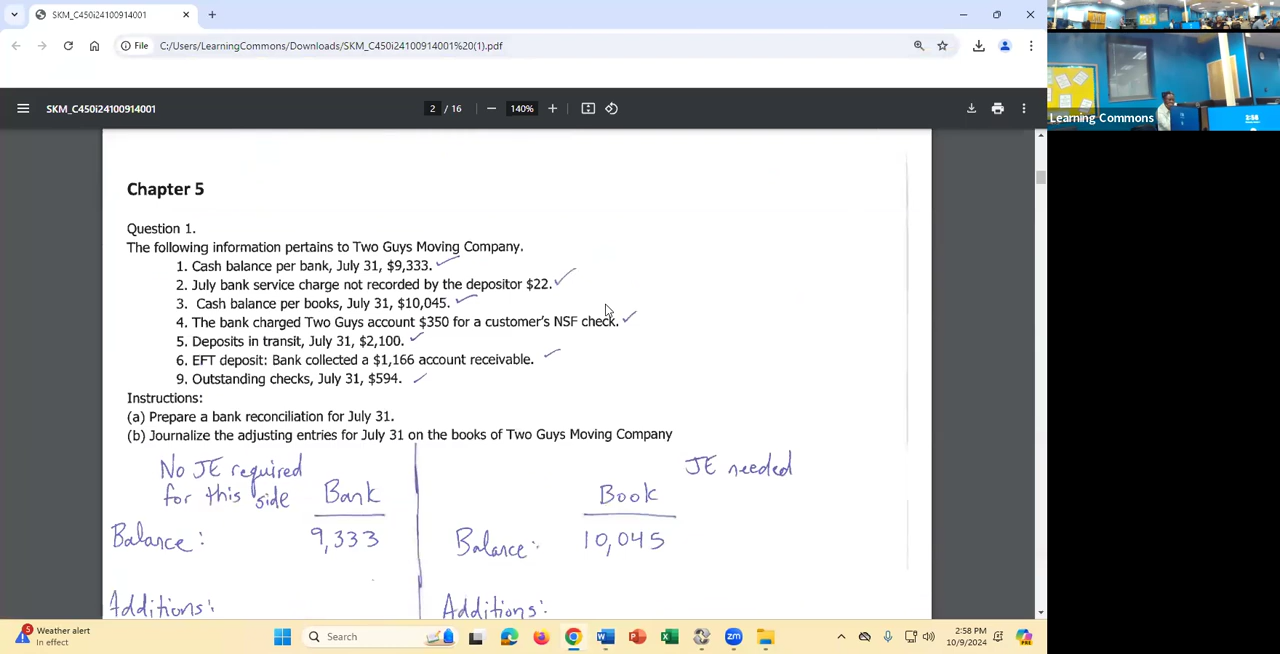 SKM_C450i24100914001
File C:/Users/LearningCommons/Downloads/SKM_C450i24100914001%20(1).pdf
SKM_C450i24100914001 2 / 16 140%
Chapter 5
Question 1.
The following information pertains to Two Guys Moving Company.
1. Cash balance per bank, July 31, $9,333.
2. July bank service charge not recorded by the depositor $22.
3. Cash balance per books, July 31, $10,045.
4. The bank charged Two Guys account $350 for a customer's NSF check.
5. Deposits in transit, July 31, $2,100.
6. EFT deposit: Bank collected a $1,166 account receivable.
9. Outstanding checks, July 31, $594.
Instructions:
(a) Prepare a bank reconciliation for July 31.
(b) Journalize the adjusting entries for July 31 on the books of Two Guys Moving Company
No JE required
for this side
Bank
JE needed
Book
Balance: 9,333
Balance: 10,045
Additions:
Additions:
Learning Commons
2:58
5
Weather alert
In effect
Search
zm
2:58 PM
10/9/2024